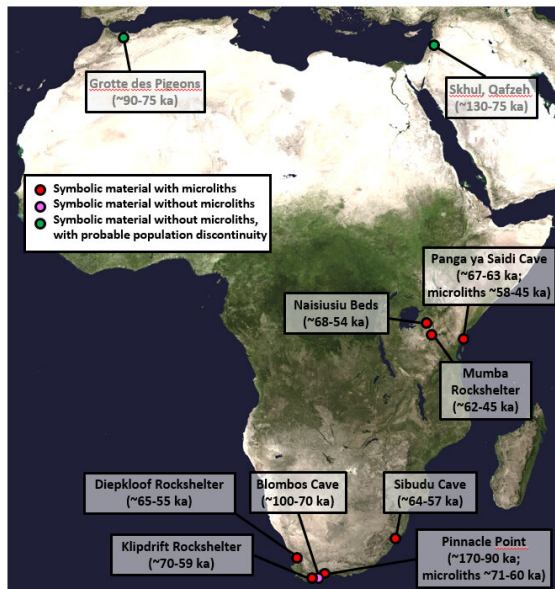 Grotte des Pigeons
(~90-75 ka)
Skhul, Qafzeh
(~130-75 ka)
Symbolic material with microliths
Symbolic material without microliths
Symbolic material without microliths,
with probable population discontinuity
Panga ya Saidi Cave
(~67-63 ka;
microliths ~58-45 ka)
Naisiusiu Beds
(~68-54 ka)
Mumba
Rockshelter
(~62-45 ka)
Diepkloof Rockshelter
(~65-55 ka)
Blombos Cave
(~100-70 ka)
Sibudu Cave
(~64-57 ka)
Klipdrift Rockshelter
(~70-59 ka)
Pinnacle Point
(~170-90 ka;
microliths ~71-60 ka)